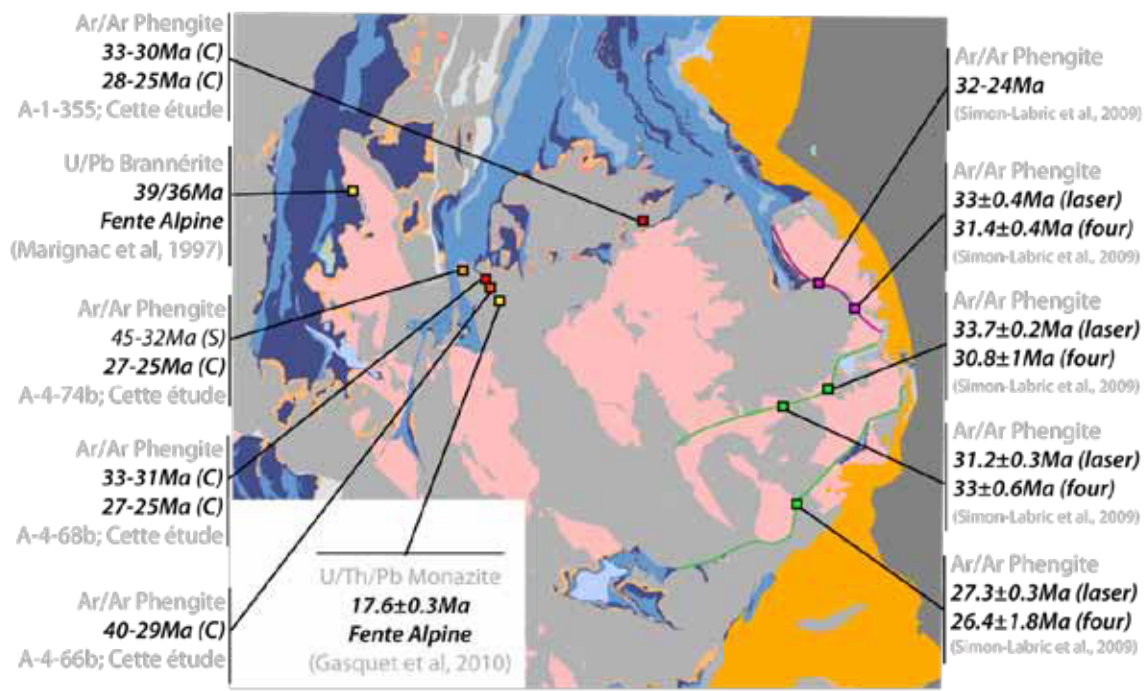 Ar/Ar Phengite
33-30Ma (C)
28-25Ma (C)
A-1-355; Cette étude
U/Pb Brannérite
39/36Ma
Fente Alpine
(Marignac et al, 1997)
Ar/Ar Phengite
45-32Ma (S)
27-25Ma (C)
A-4-74b; Cette étude
Ar/Ar Phengite
33-31Ma (C)
27-25Ma (C)
A-4-68b; Cette étude
Ar/Ar Phengite
40-29Ma (C)
A-4-66b; Cette étude
U/Th/Pb Monazite
17.6±0.3Ma
Fente Alpine
(Gasquet et al, 2010)
Ar/Ar Phengite
32-24Ma
(Simon-Labric et al., 2009)
Ar/Ar Phengite
33±0.4Ma (laser)
31.4±0.4Ma (four)
(Simon-Labric et al., 2009)
Ar/Ar Phengite
33.7±0.2Ma (laser)
30.8±1Ma (four)
(Simon-Labric et al., 2009)
Ar/Ar Phengite
31.2±0.3Ma (laser)
33±0.6Ma (four)
(Simon-Labric et al., 2009)
Ar/Ar Phengite
27.3±0.3Ma (laser)
26.4±1.8Ma (four)
(Simon-Labric et al., 2009)